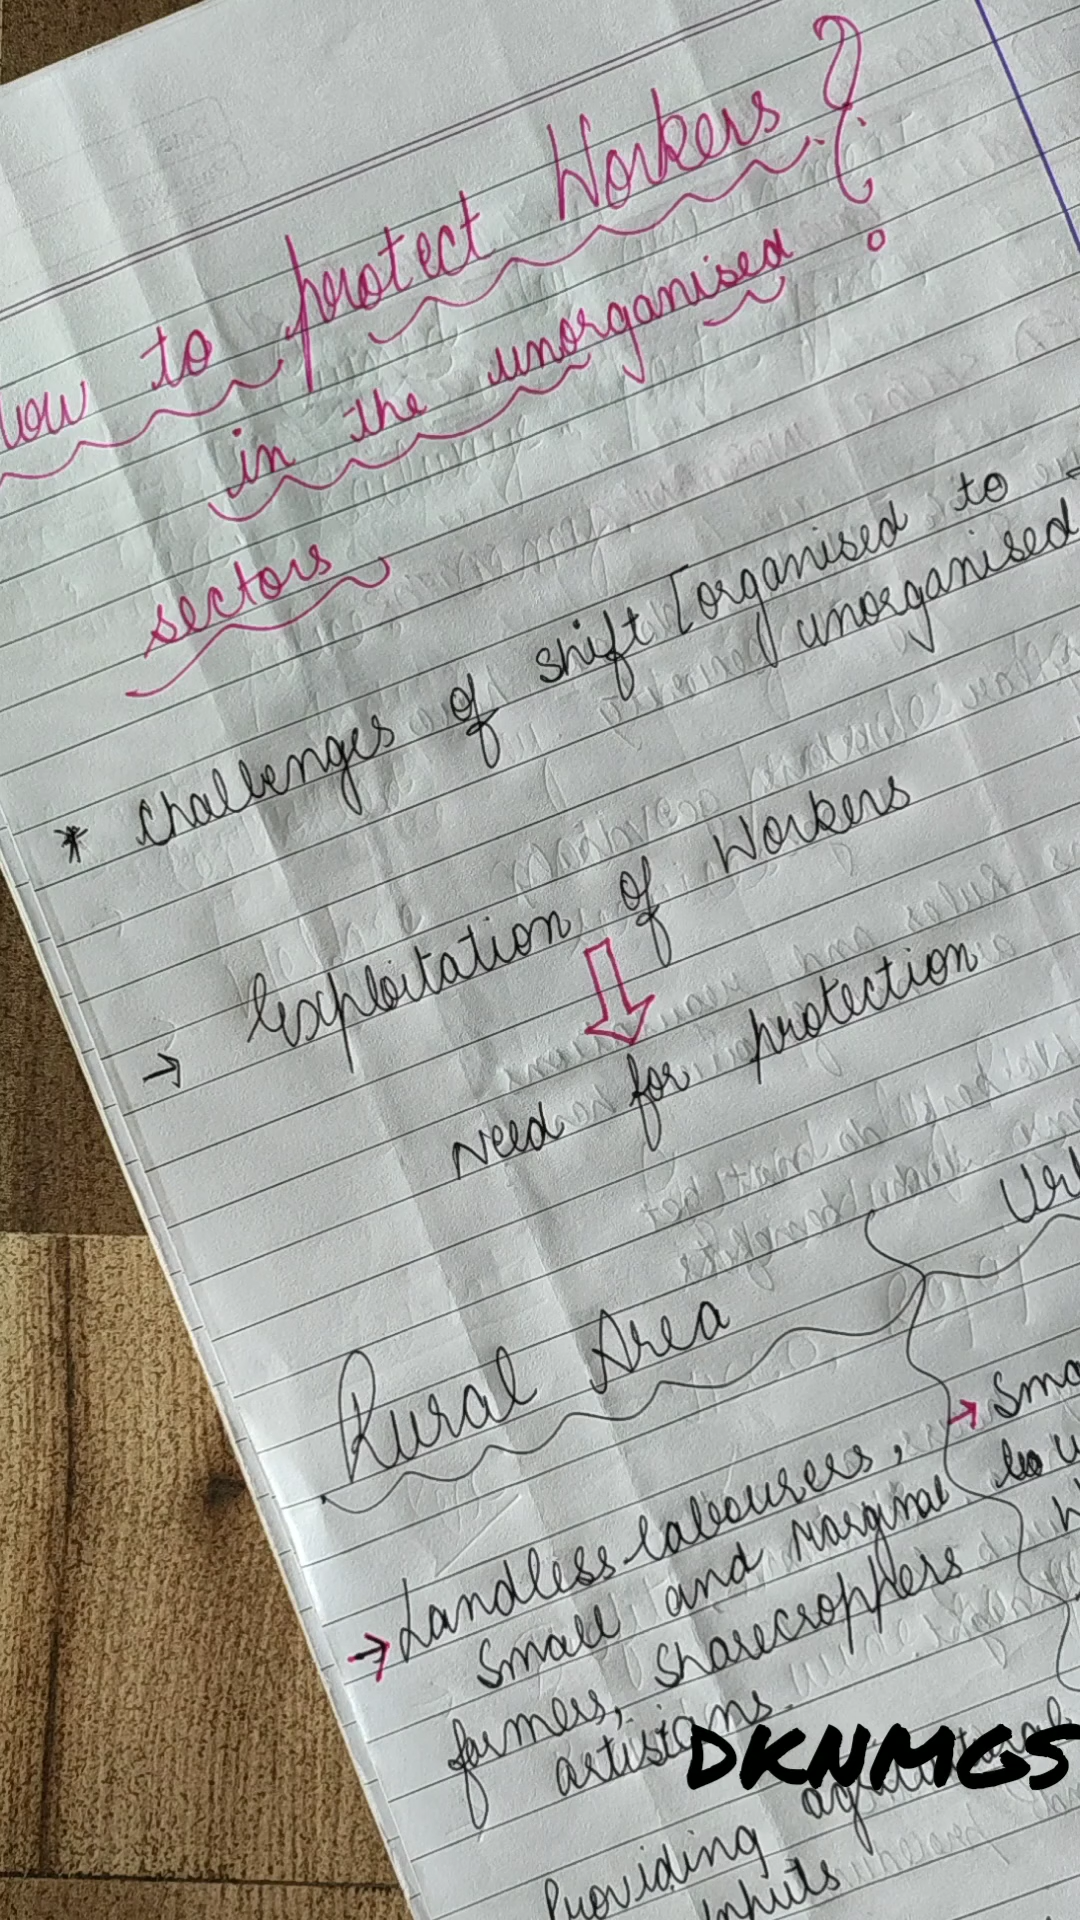 How to protect Workers ?
in the unorganised
sectors
* Challenges of shift [organised to
unorganised
→ Exploitation of Workers
⇩
Need for protection
Rural Area
→ Landless labourers,
Small and Marginal
farmers, Sharecroppers
artistians.
Providing
inputs
DKNMGS